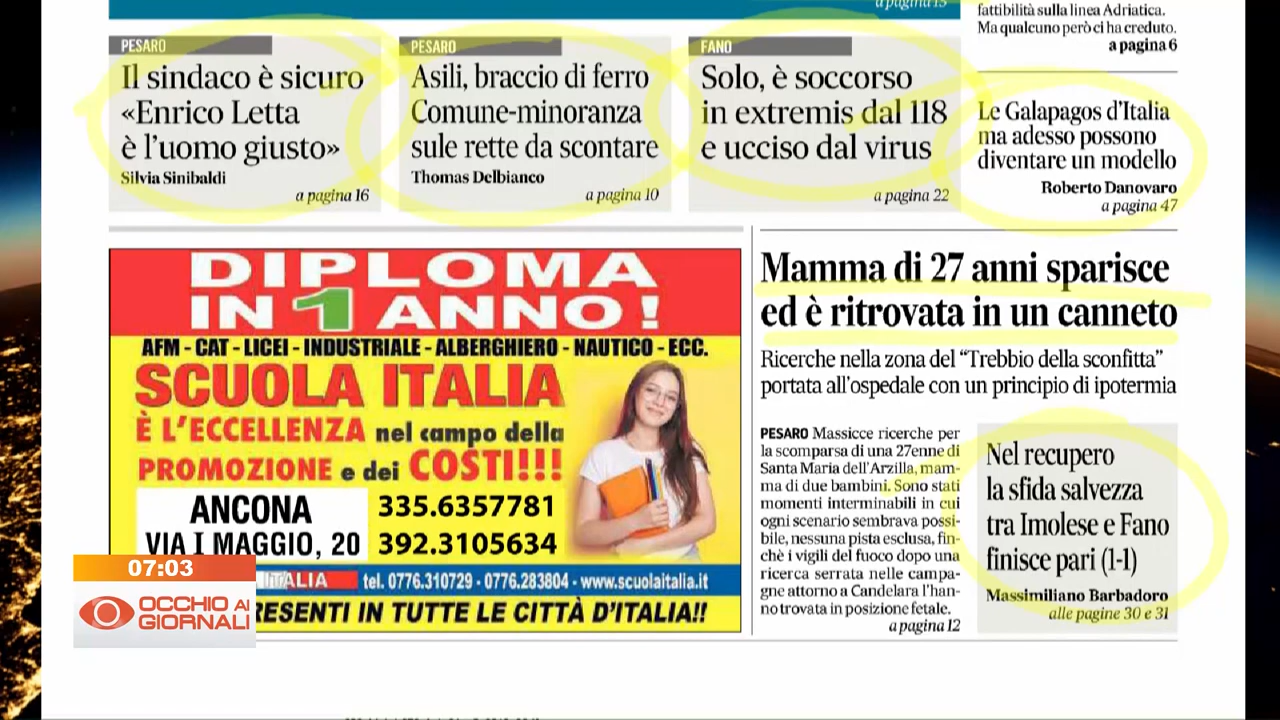 a pagina 13
fattibilità sulla linea Adriatica.
Ma qualcuno però ci ha creduto.
a pagina 6
PESARO
Il sindaco è sicuro
«Enrico Letta
è l'uomo giusto»
Silvia Sinibaldi
a pagina 16
PESARO
Asili, braccio di ferro
Comune-minoranza
sule rette da scontare
Thomas Delbianco
a pagina 10
FANO
Solo, è soccorso
in extremis dal 118
e ucciso dal virus
a pagina 22
Le Galapagos d'Italia
ma adesso possono
diventare un modello
Roberto Danovaro
a pagina 47
DIPLOMA
IN 1 ANNO !
AFM - CAT - LICEI - INDUSTRIALE - ALBERGHIERO - NAUTICO - ECC.
SCUOLA ITALIA
È L'ECCELLENZA nel campo della
PROMOZIONE e dei COSTI!!!
ANCONA
VIA I MAGGIO, 20
335.6357781
392.3105634
ITALIA tel. 0776.310729 - 0776.283804 - www.scuolaitalia.it
RESENTI IN TUTTE LE CITTÀ D'ITALIA!!
Mamma di 27 anni sparisce
ed è ritrovata in un canneto
Ricerche nella zona del “Trebbio della sconfitta”
portata all'ospedale con un principio di ipotermia
PESARO Massicce ricerche per
la scomparsa di una 27enne di
Santa Maria dell'Arzilla, mam-
ma di due bambini. Sono stati
momenti interminabili in cui
ogni scenario sembrava possi-
bile, nessuna pista esclusa, fin-
ché i vigili del fuoco dopo una
ricerca serrata nelle campa-
gne attorno a Candelara l'han-
no trovata in posizione fetale.
a pagina 12
Nel recupero
la sfida salvezza
tra Imolese e Fano
finisce pari (1-1)
Massimiliano Barbadoro
alle pagine 30 e 31
07:03
OCCHIO AI
GIORNALI